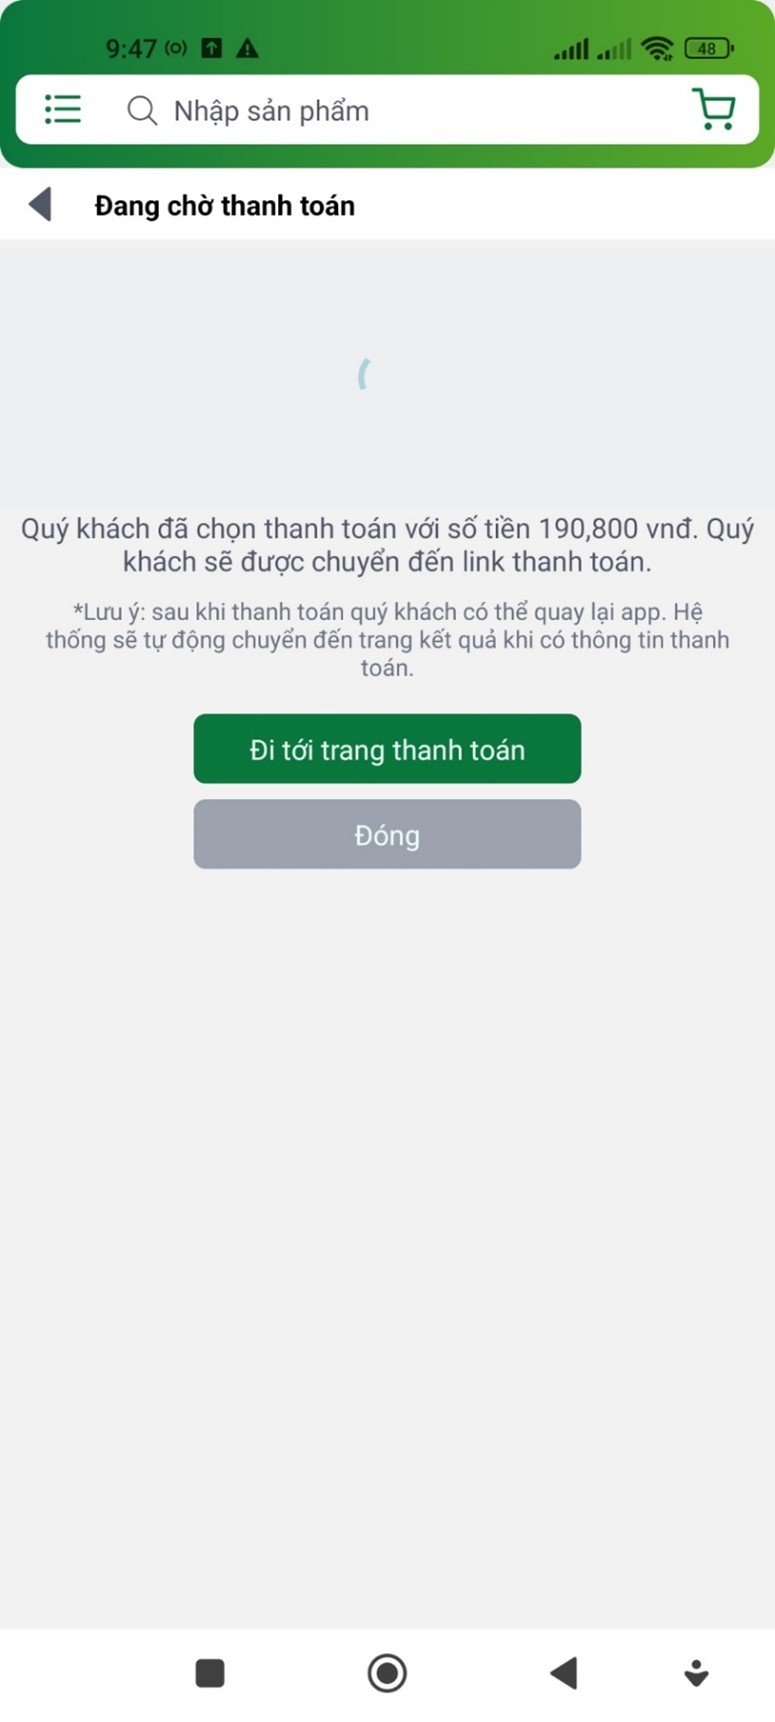 9:47
48
Nhập sản phẩm
Đang chờ thanh toán
Quý khách đã chọn thanh toán với số tiền 190,800 vnđ. Quý
khách sẽ được chuyển đến link thanh toán.
*Lưu ý: sau khi thanh toán quý khách có thể quay lại app. Hệ
thống sẽ tự động chuyển đến trang kết quả khi có thông tin thanh
toán.
Đi tới trang thanh toán
Đóng